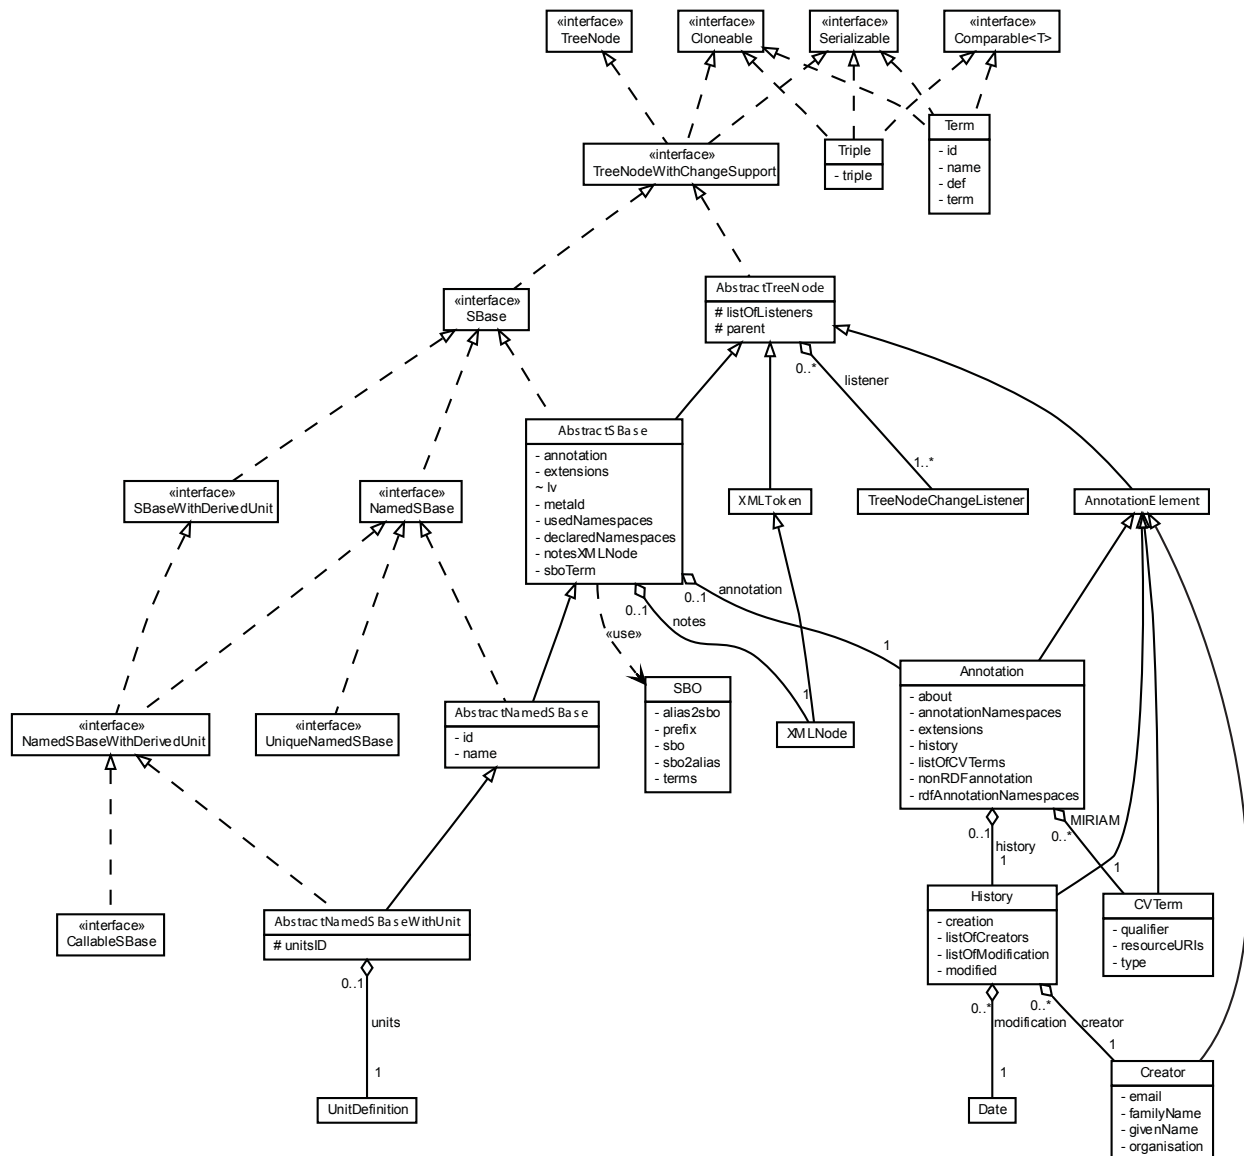 «interface»
TreeNode
«interface»
Cloneable
«interface»
Serializable
«interface»
Comparable<T>
Term
- id
- name
- def
- term
Triple
- triple
«interface»
TreeNodeWithChangeSupport
AbstractTreeNode
# listOfListeners
# parent
«interface»
SBase
0..*
listener
1..*
AbstractSBase
- annotation
- extensions
~ lv
- metaId
- usedNamespaces
- declaredNamespaces
- notesXMLNode
- sboTerm
«interface»
SBaseWithDerivedUnit
«interface»
NamedSBase
XMLToken
TreeNodeChangeListener
AnnotationElement
0..1
notes
0..1
annotation
1
«use»
1
SBO
- alias2sbo
- prefix
- sbo
- sbo2alias
- terms
XMLNode
Annotation
- about
- annotationNamespaces
- extensions
- history
- listOfCVTerms
- nonRDFannotation
- rdfAnnotationNamespaces
«interface»
NamedSBaseWithDerivedUnit
«interface»
UniqueNamedSBase
AbstractNamedSBase
- id
- name
0..1
history
1
MIRIAM
0..*
1
«interface»
CallableSBase
AbstractNamedSBaseWithUnit
# unitsID
History
- creation
- listOfCreators
- listOfModification
- modified
CVTerm
- qualifier
- resourceURIs
- type
0..1
units
1
0..*
modification
1
0..*
creator
1
UnitDefinition
Date
Creator
- email
- familyName
- givenName
- organisation